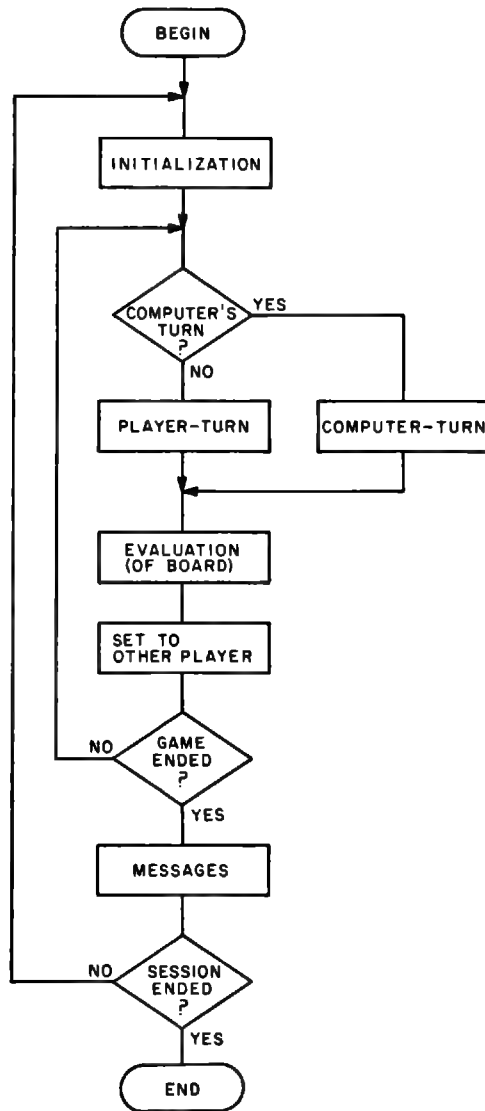 BEGIN
INITIALIZATION
COMPUTER'S
TURN
?
YES
NO
PLAYER-TURN
COMPUTER-TURN
EVALUATION
(OF BOARD)
SET TO
OTHER PLAYER
NO
GAME
ENDED
?
YES
MESSAGES
NO
SESSION
ENDED
?
YES
END